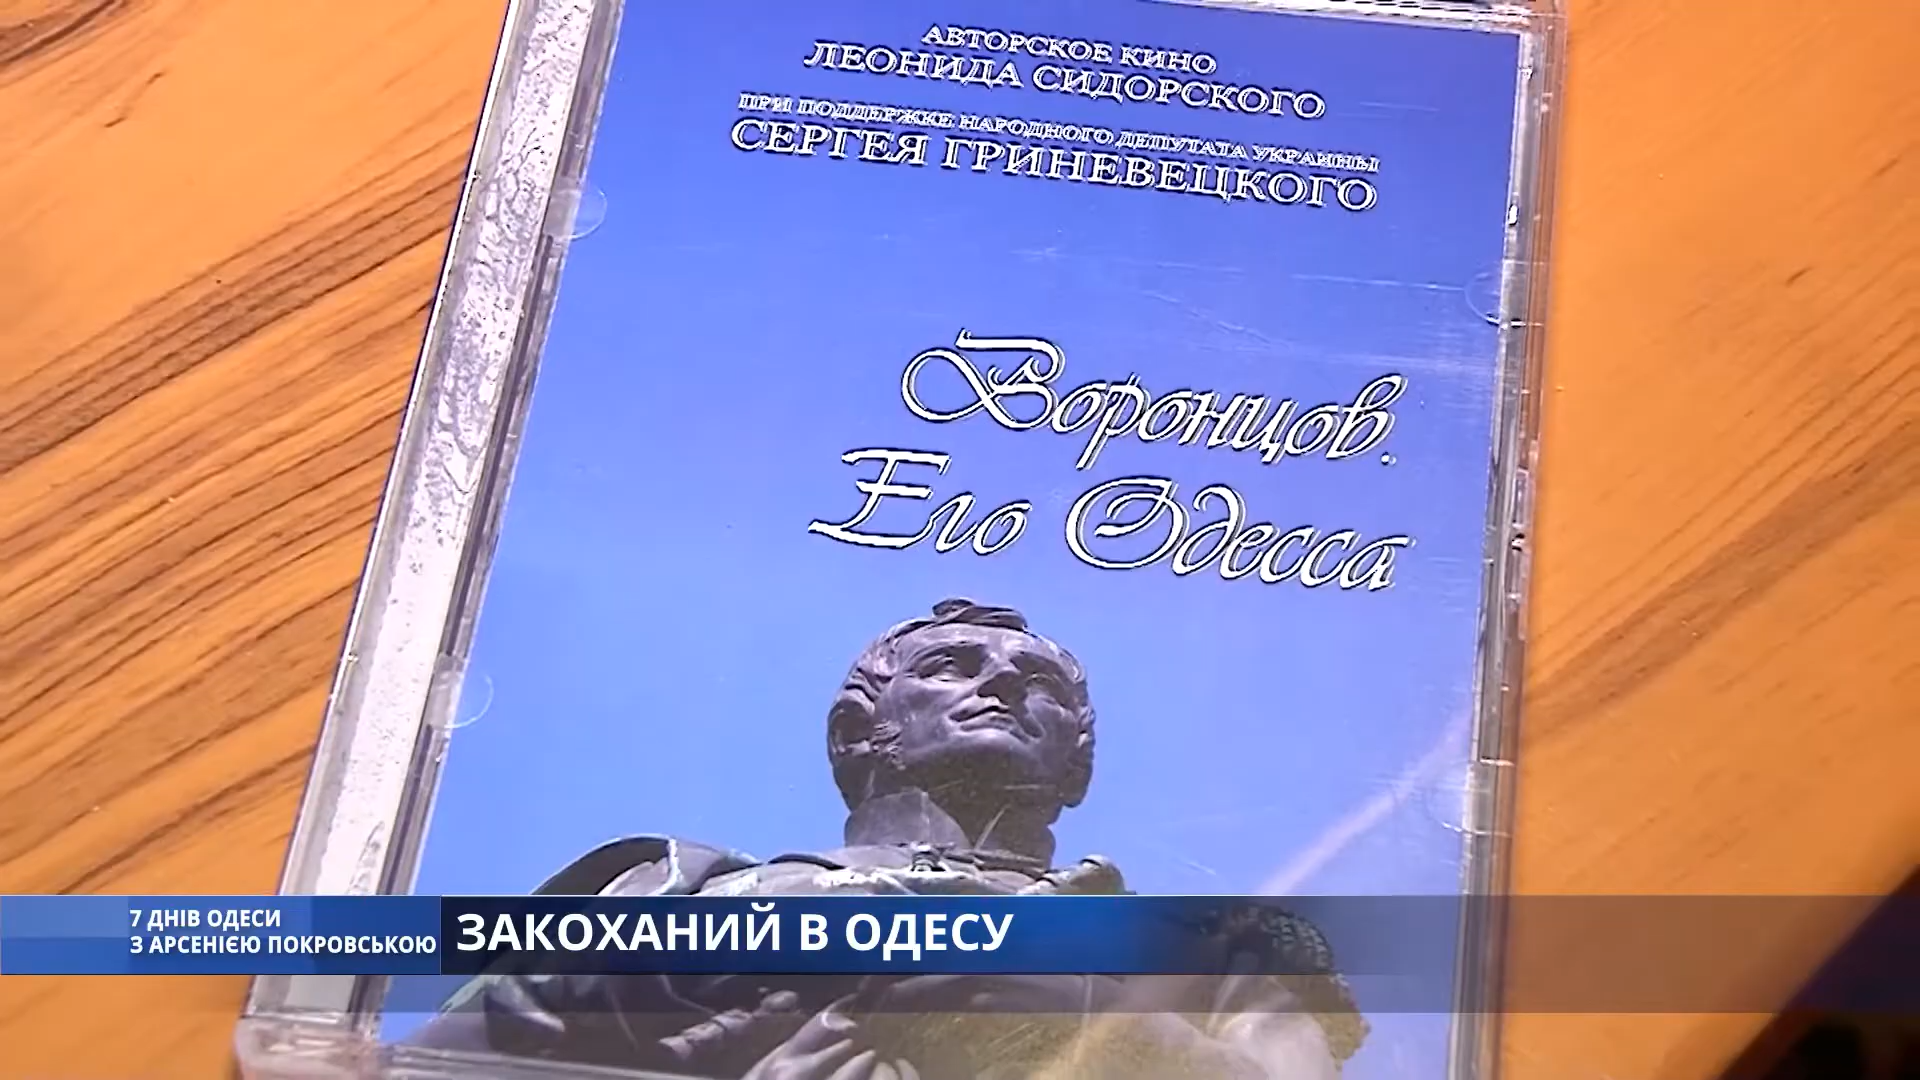 АВТОРСКОЕ КИНО
ЛЕОНИДА СИДОРСКОГО
ПРИ ПОДДЕРЖКЕ НАРОДНОГО ДЕПУТАТА УКРАИНЫ
СЕРГЕЯ ГРИНЕВЕЦКОГО
Воронцов.
Его Одесса
7 ДНІВ ОДЕСИ
З АРСЕНІЄЮ ПОКРОВСЬКОЮ
ЗАКОХАНИЙ В ОДЕСУ